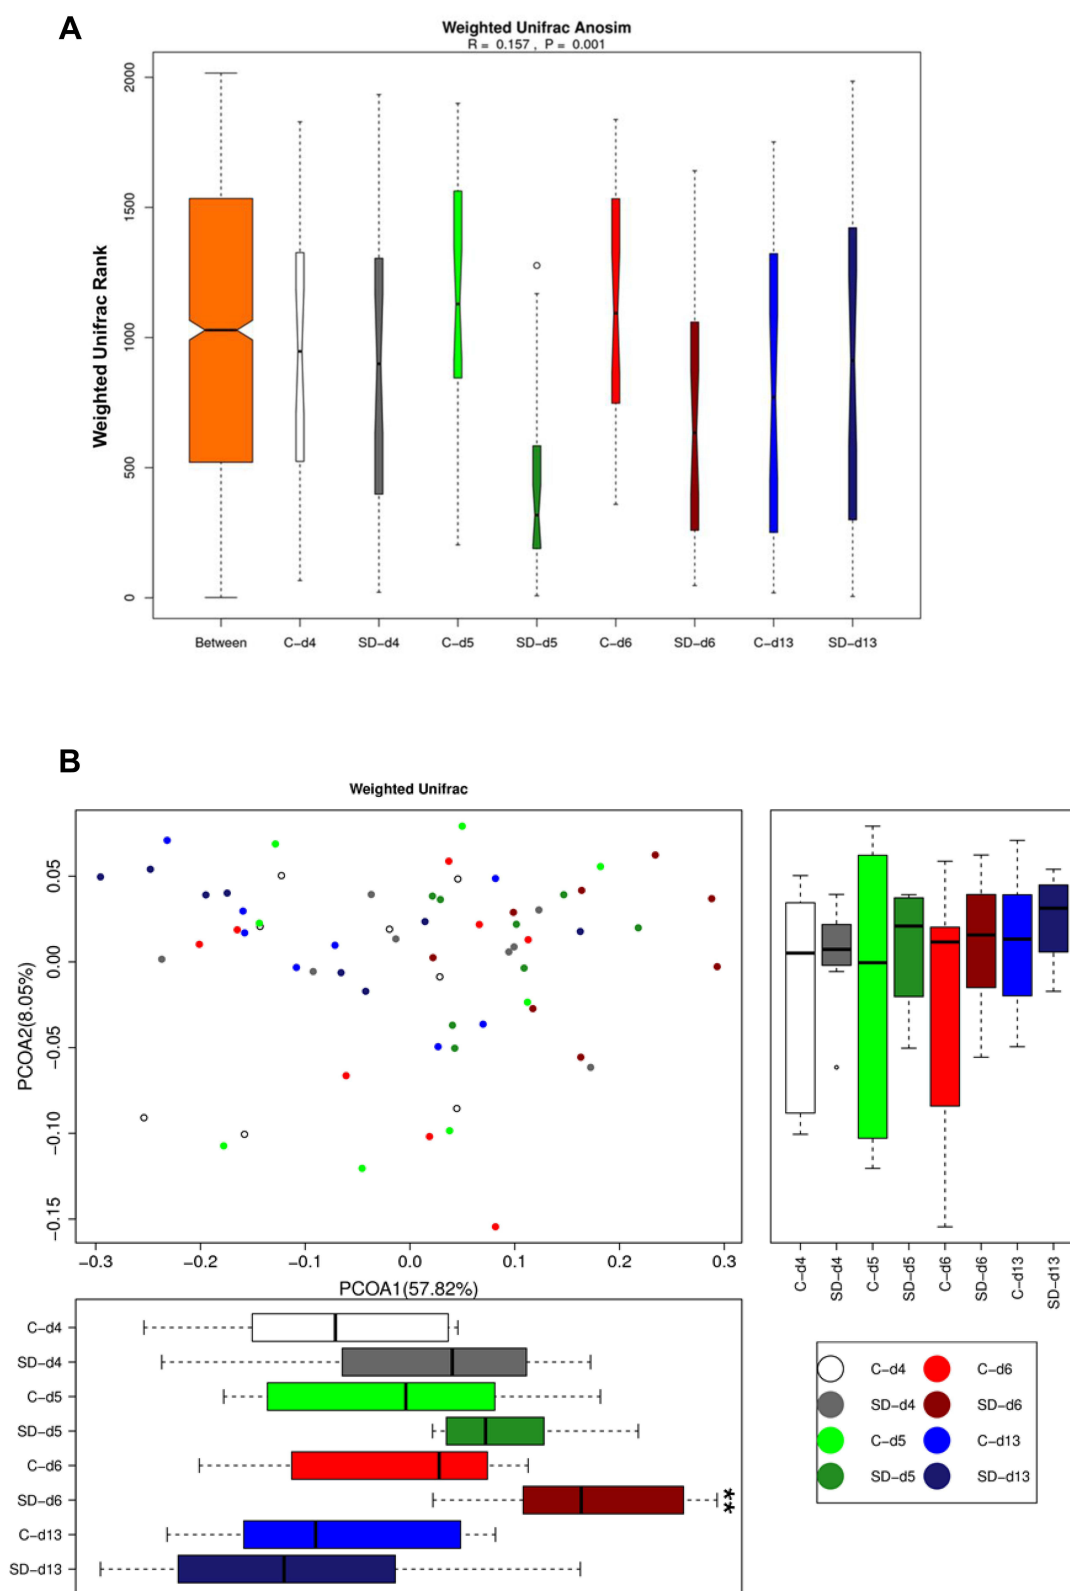 A
Weighted Unifrac Anosim
R = 0.157 , P = 0.001
Weighted Unifrac Rank
2000
1500
1000
500
0
Between C-d4 SD-d4 C-d5 SD-d5 C-d6 SD-d6 C-d13 SD-d13
B
Weighted Unifrac
PCOA2(8.05%)
0.05
0.00
−0.05
−0.10
−0.15
−0.3 −0.2 −0.1 0.0 0.1 0.2 0.3
PCOA1(57.82%)
C-d4 SD-d4 C-d5 SD-d5 C-d6 SD-d6 C-d13 SD-d13
C-d4
SD-d4
C-d5
SD-d5
C-d6
SD-d6 **
C-d13
SD-d13
C-d4 C-d6
SD-d4 SD-d6
C-d5 C-d13
SD-d5 SD-d13